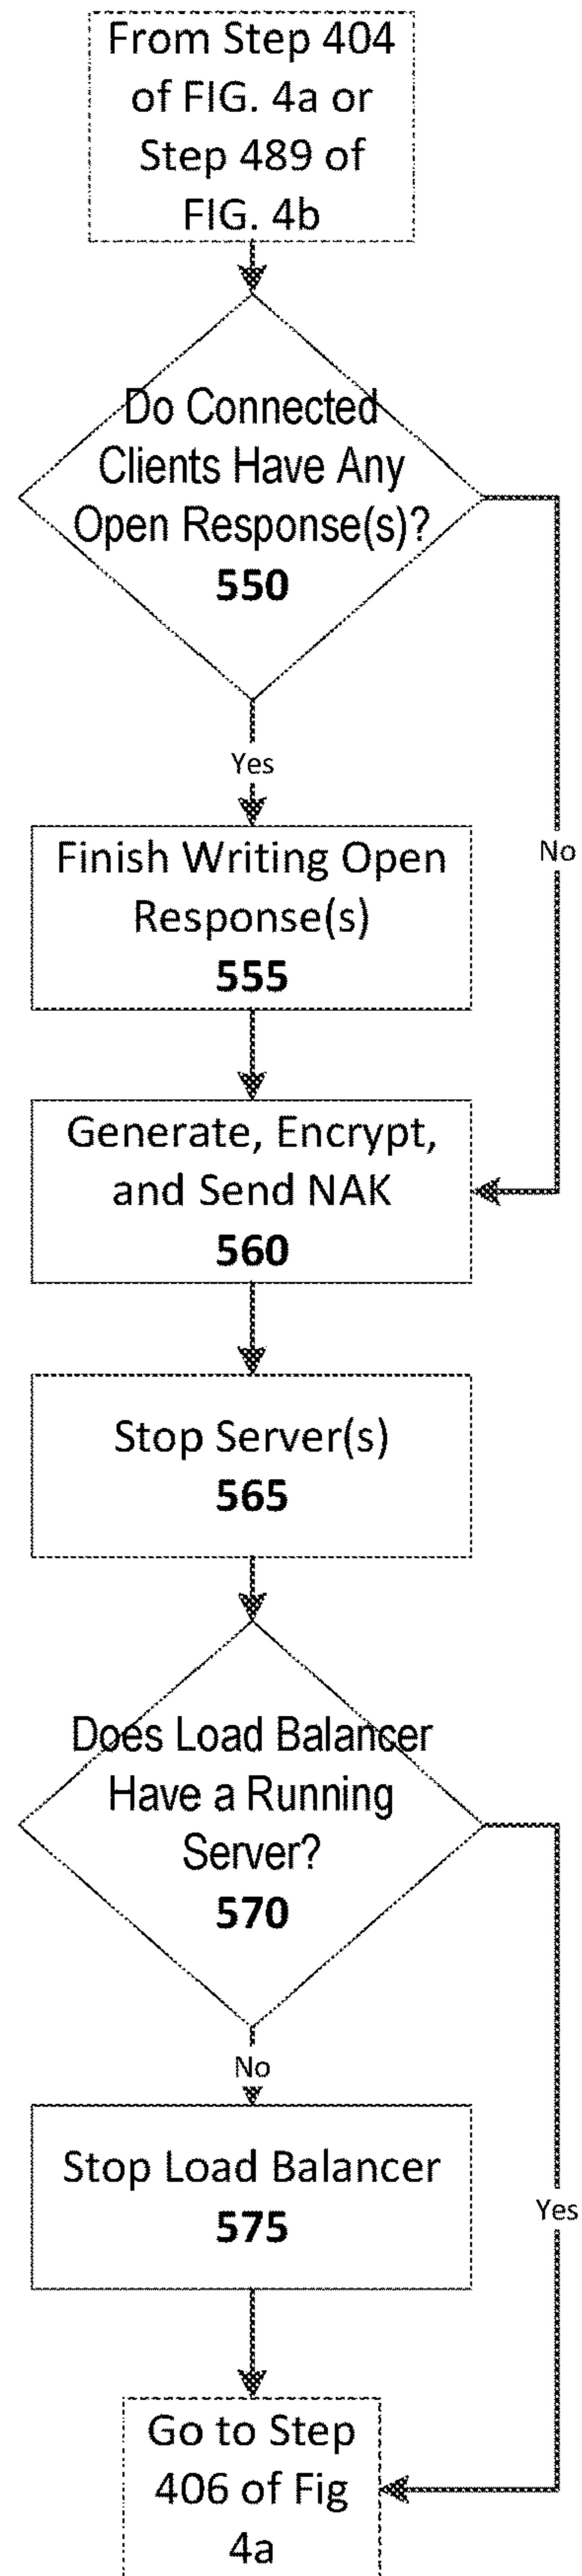 From Step 404
of FIG. 4a or
Step 489 of
FIG. 4b
Do Connected
Clients Have Any
Open Response(s)?
550
Yes
No
Finish Writing Open
Response(s)
555
Generate, Encrypt,
and Send NAK
560
Stop Server(s)
565
Does Load Balancer
Have a Running
Server?
570
No
Stop Load Balancer
575
Yes
Go to Step
406 of Fig
4a